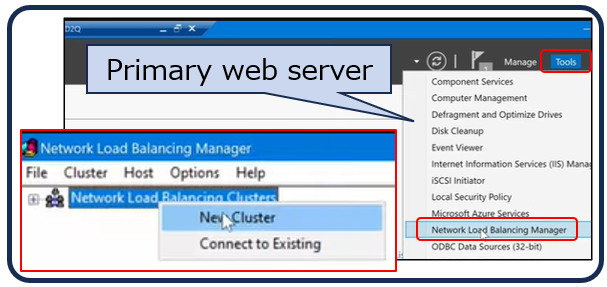 D2Q
Manage Tools
Primary web server
Component Services
Computer Management
Defragment and Optimize Drives
Disk Cleanup
Event Viewer
Internet Information Services (IIS) Manag
iSCSI Initiator
Local Security Policy
Microsoft Azure Services
Network Load Balancing Manager
ODBC Data Sources (32-bit)
Network Load Balancing Manager
File Cluster Host Options Help
Network Load Balancing Clusters
New Cluster
Connect to Existing